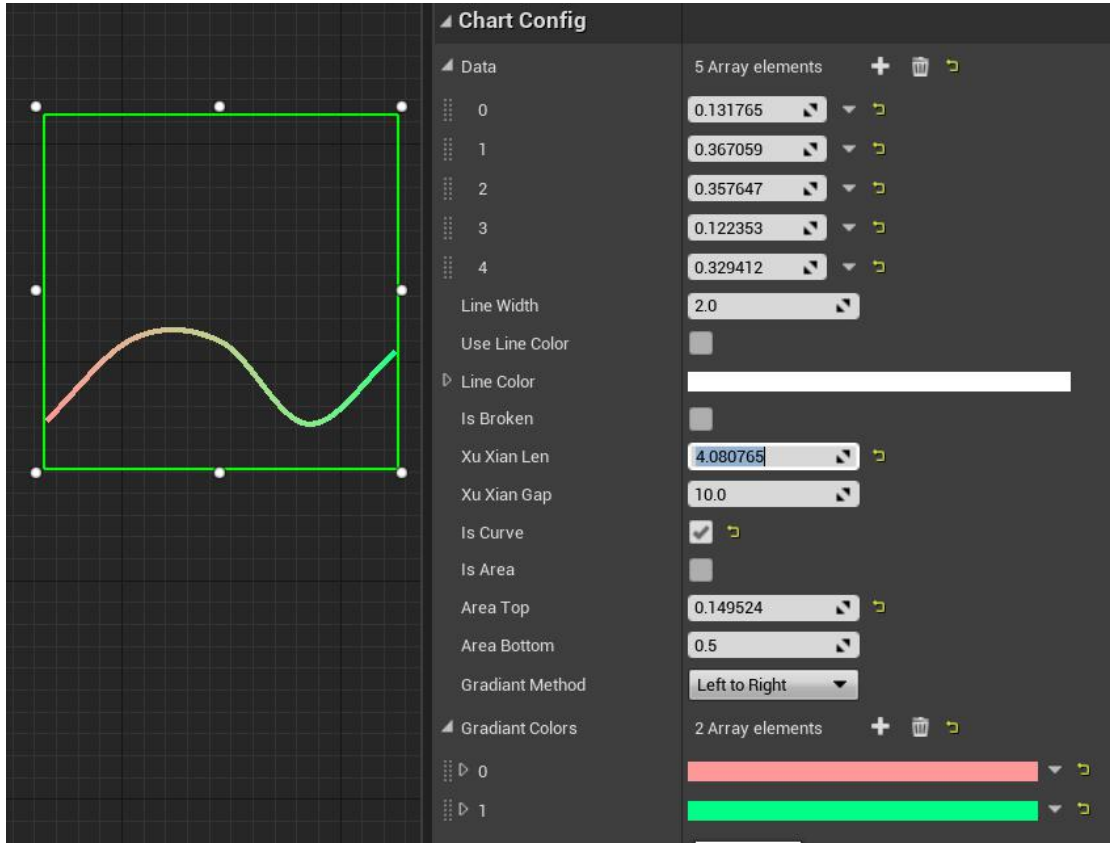 Chart Config
Data 5 Array elements
0 0.131765
1 0.367059
2 0.357647
3 0.122353
4 0.329412
Line Width 2.0
Use Line Color
Line Color
Is Broken
Xu Xian Len 4.080765
Xu Xian Gap 10.0
Is Curve
Is Area
Area Top 0.149524
Area Bottom 0.5
Gradiant Method Left to Right
Gradiant Colors 2 Array elements
0
1